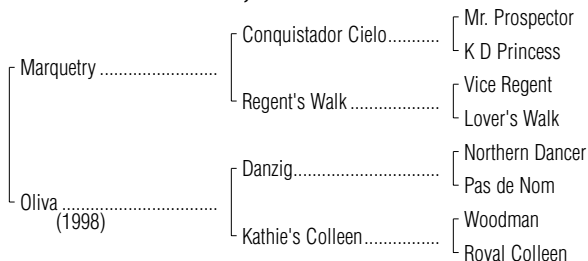 Mr. Prospector
Conquistador Cielo...........
K D Princess
Marquetry .........................
Vice Regent
Regent's Walk ...................
Lover's Walk
Northern Dancer
Danzig...............................
Pas de Nom
Oliva ..................................
(1998)
Woodman
Kathie's Colleen................
Royal Colleen